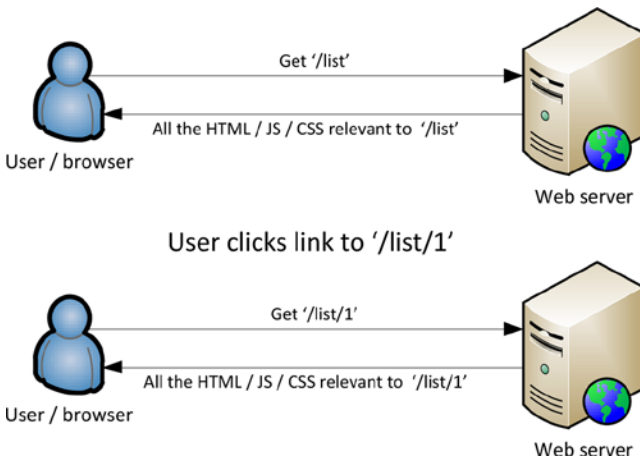 Get ‘/list’
All the HTML / JS / CSS relevant to ‘/list’
User / browser
Web server
User clicks link to ‘/list/1’
Get ‘/list/1’
All the HTML / JS / CSS relevant to ‘/list/1’
User / browser
Web server